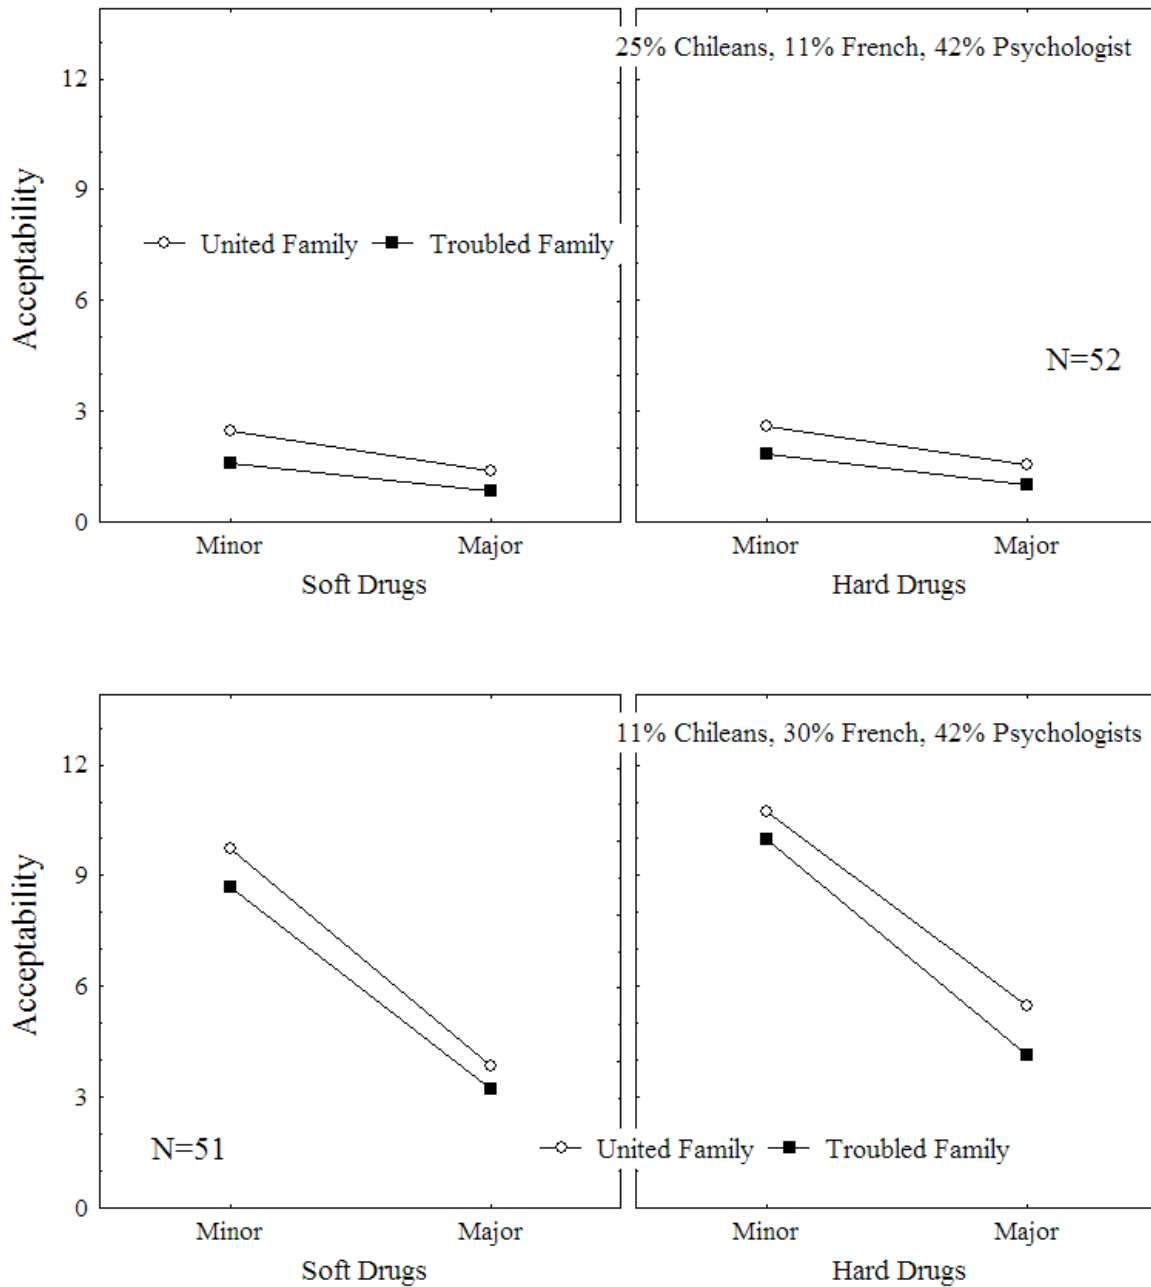 25% Chileans, 11% French, 42% Psychologist
12
9
6
3
0
Acceptability
United Family Troubled Family
N=52
Minor Major Minor Major
Soft Drugs Hard Drugs
11% Chileans, 30% French, 42% Psychologists
12
9
6
3
0
Acceptability
N=51
United Family Troubled Family
Minor Major Minor Major
Soft Drugs Hard Drugs